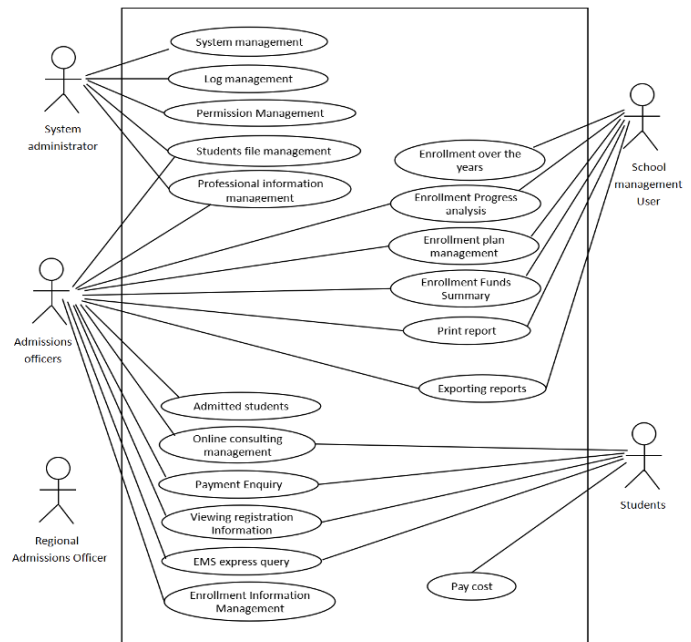 System management
Log management
Permission Management
Students file management
Professional information
management
System
administrator
Enrollment over the
years
Enrollment Progress
analysis
Enrollment plan
management
Enrollment Funds
Summary
Print report
Exporting reports
School
management
User
Admissions
officers
Admitted students
Online consulting
management
Payment Enquiry
Viewing registration
Information
EMS express query
Enrollment Information
Management
Regional
Admissions Officer
Pay cost
Students